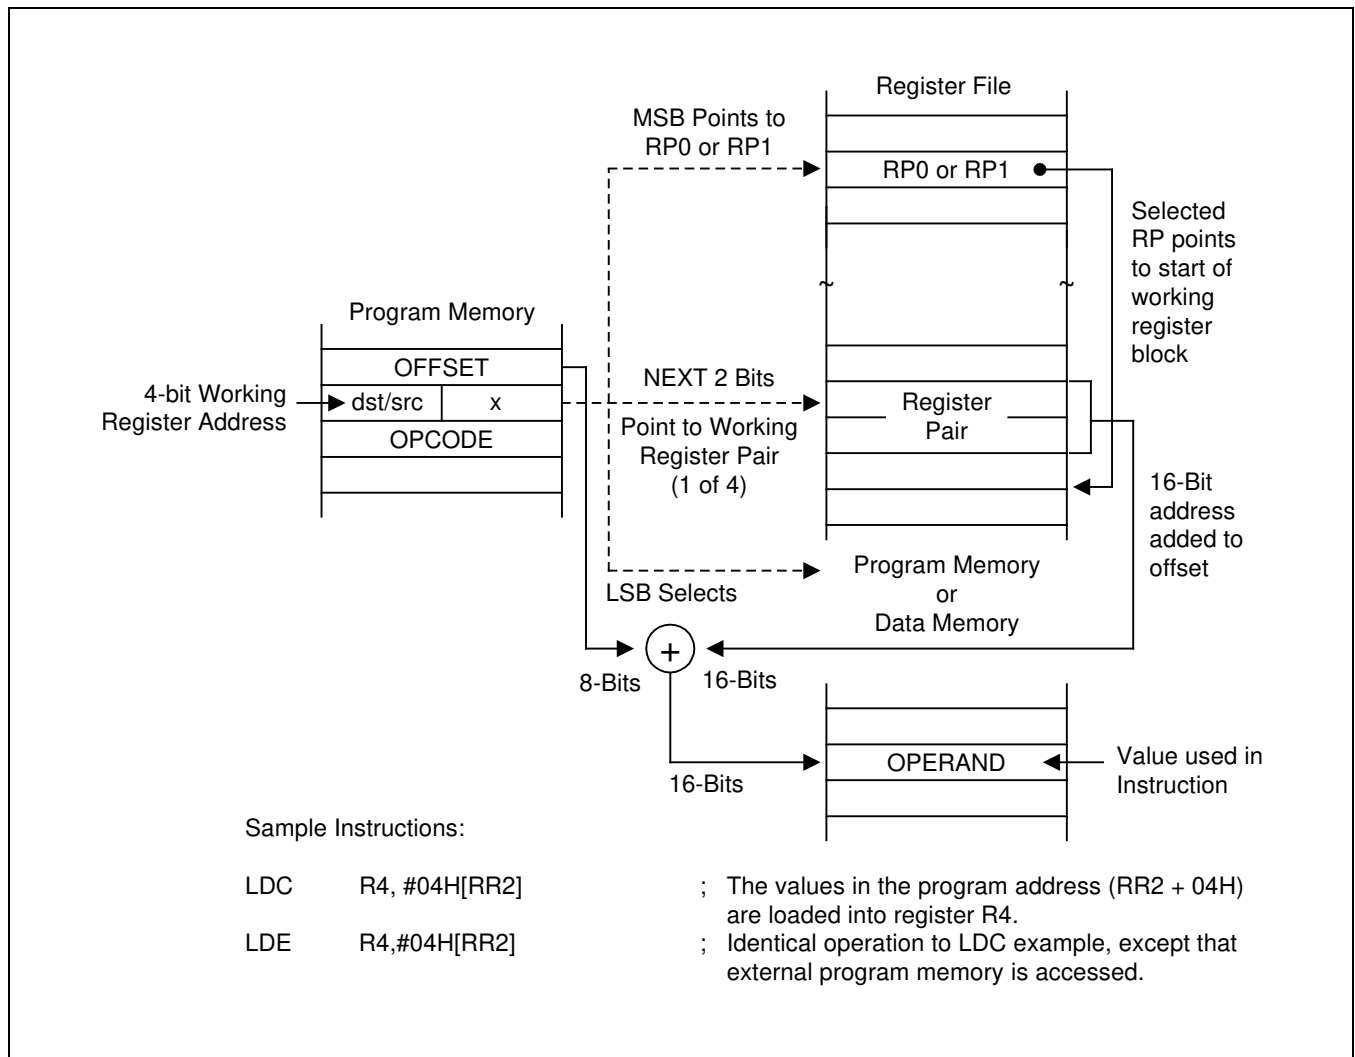 Register File
MSB Points to
RP0 or RP1
RP0 or RP1
Selected
RP points
to start of
working
register
block
~ ~
Program Memory
OFFSET
4-bit Working
Register Address
dst/src x
OPCODE
NEXT 2 Bits
Point to Working
Register Pair
(1 of 4)
Register
Pair
16-Bit
address
added to
offset
LSB Selects
Program Memory
or
Data Memory
+
8-Bits 16-Bits
16-Bits
OPERAND
Value used in
Instruction
Sample Instructions:
LDC R4, #04H[RR2] ; The values in the program address (RR2 + 04H)
are loaded into register R4.
LDE R4,#04H[RR2] ; Identical operation to LDC example, except that
external program memory is accessed.